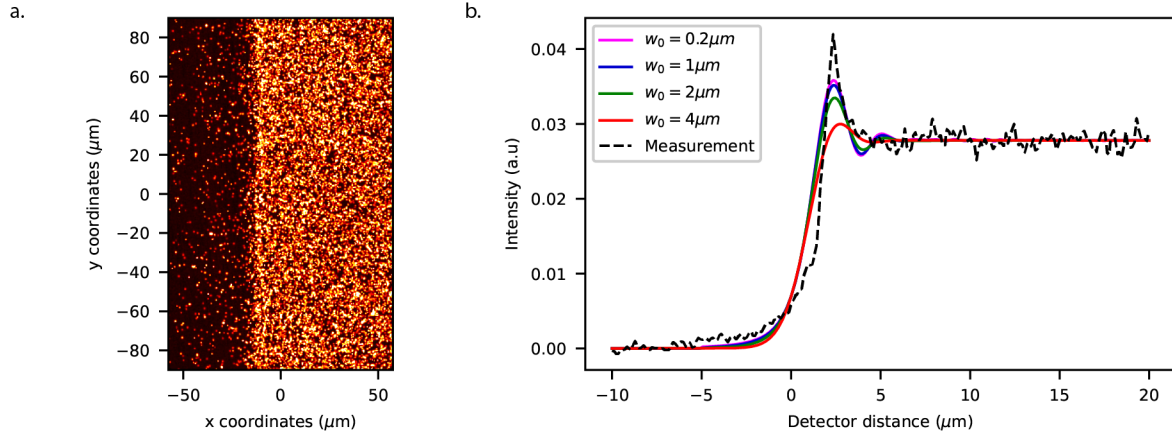 a.
80
60
40
20
0
−20
−40
−60
−80
y coordinates (μm)
−50
0
50
x coordinates (μm)
b.
0.04
0.03
0.02
0.01
0.00
Intensity (a.u)
w₀ = 0.2μm
w₀ = 1μm
w₀ = 2μm
w₀ = 4μm
Measurement
−10
−5
0
5
10
15
20
Detector distance (μm)